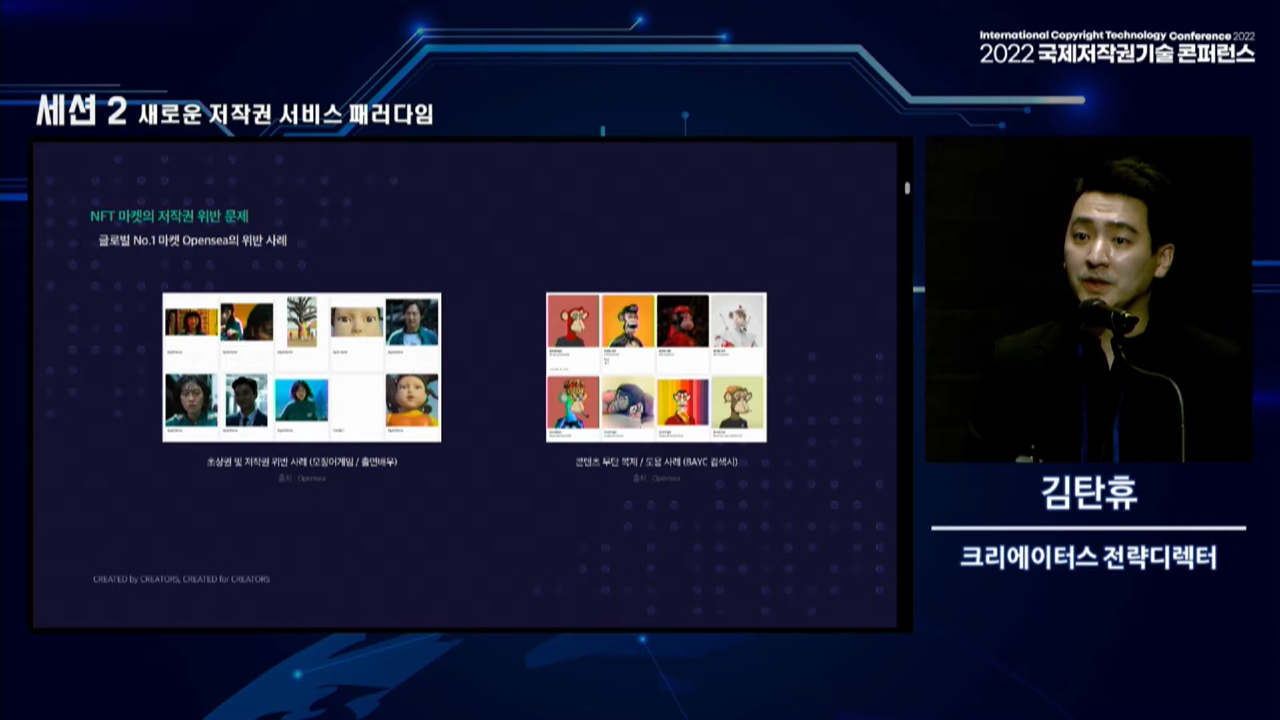 International Copyright Technology Conference 2022
2022 국제저작권기술 콘퍼런스
세션 2 새로운 저작권 서비스 패러다임
NFT 마켓의 저작권 위반 문제
글로벌 No.1 마켓 Opensea의 위반 사례
초상권 및 저작권 위반 사례 (오징어게임 / 출연배우)
출처 : Opensea
콘텐츠 무단 복제 / 도용 사례 (BAYC 검색시)
출처 : Opensea
CREATED by CREATORS, CREATED for CREATORS
김탄휴
크리에이터스 전략디렉터